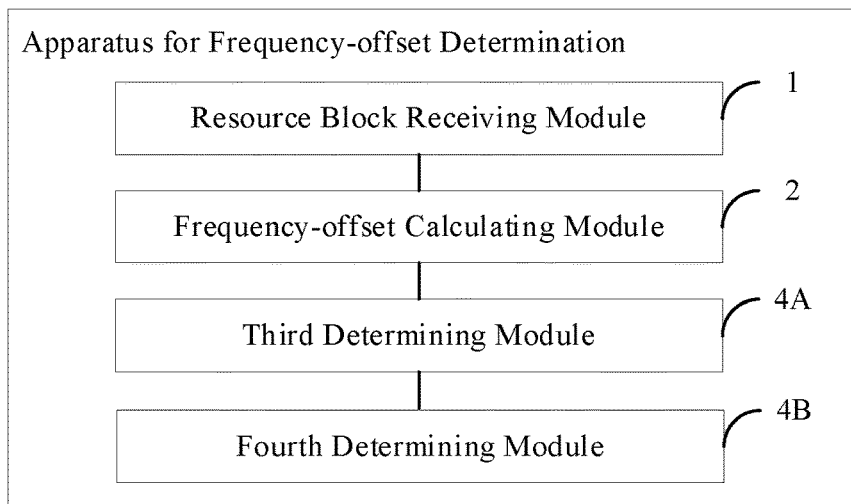 Apparatus for Frequency-offset Determination
1
Resource Block Receiving Module
2
Frequency-offset Calculating Module
4A
Third Determining Module
4B
Fourth Determining Module